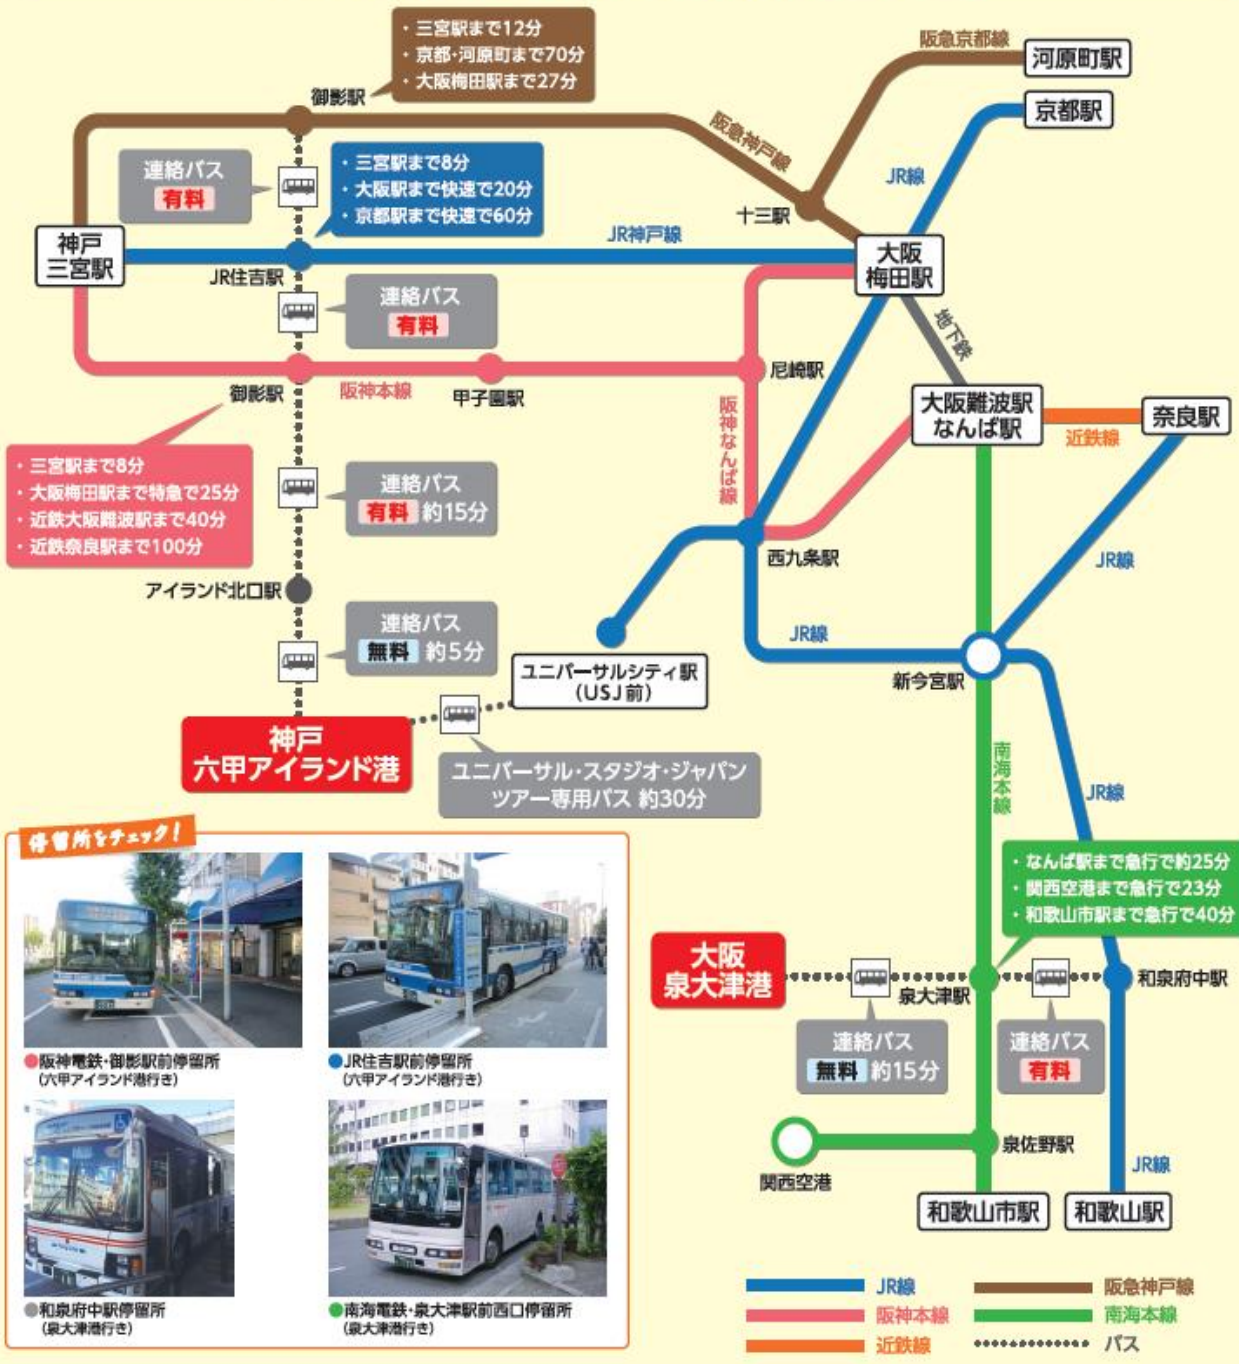 ・三宮駅まで12分
・京都・河原町まで70分
・大阪梅田駅まで27分
阪急京都線
河原町駅
京都駅
御影駅
阪急神戸線
JR線
連絡バス
有料
・三宮駅まで8分
・大阪駅まで快速で20分
・京都駅まで快速で60分
十三駅
神戸
三宮駅
JR神戸線
大阪
梅田駅
JR住吉駅
連絡バス
有料
地下鉄
御影駅
阪神本線
甲子園駅
尼崎駅
阪神なんば線
大阪難波駅
なんば駅
近鉄線
奈良駅
・三宮駅まで8分
・大阪梅田駅まで特急で25分
・近鉄大阪難波駅まで40分
・近鉄奈良駅まで100分
連絡バス
有料 約15分
西九条駅
JR線
アイランド北口駅
連絡バス
無料 約5分
JR線
ユニバーサルシティ駅
(USJ前)
新今宮駅
神戸
六甲アイランド港
ユニバーサル・スタジオ・ジャパン
ツアー専用バス 約30分
南海本線
JR線
停留所をチェック!
・なんば駅まで急行で約25分
・関西空港まで急行で23分
・和歌山市駅まで急行で40分
大阪
泉大津港
泉大津駅
和泉府中駅
連絡バス
無料 約15分
連絡バス
有料
●阪神電鉄・御影駅前停留所
(六甲アイランド港行き)
●JR住吉駅前停留所
(六甲アイランド港行き)
泉佐野駅
関西空港
JR線
和歌山市駅
和歌山駅
●和泉府中駅停留所
(泉大津港行き)
●南海電鉄・泉大津駅前西口停留所
(泉大津港行き)
JR線
阪急神戸線
阪神本線
南海本線
近鉄線
バス